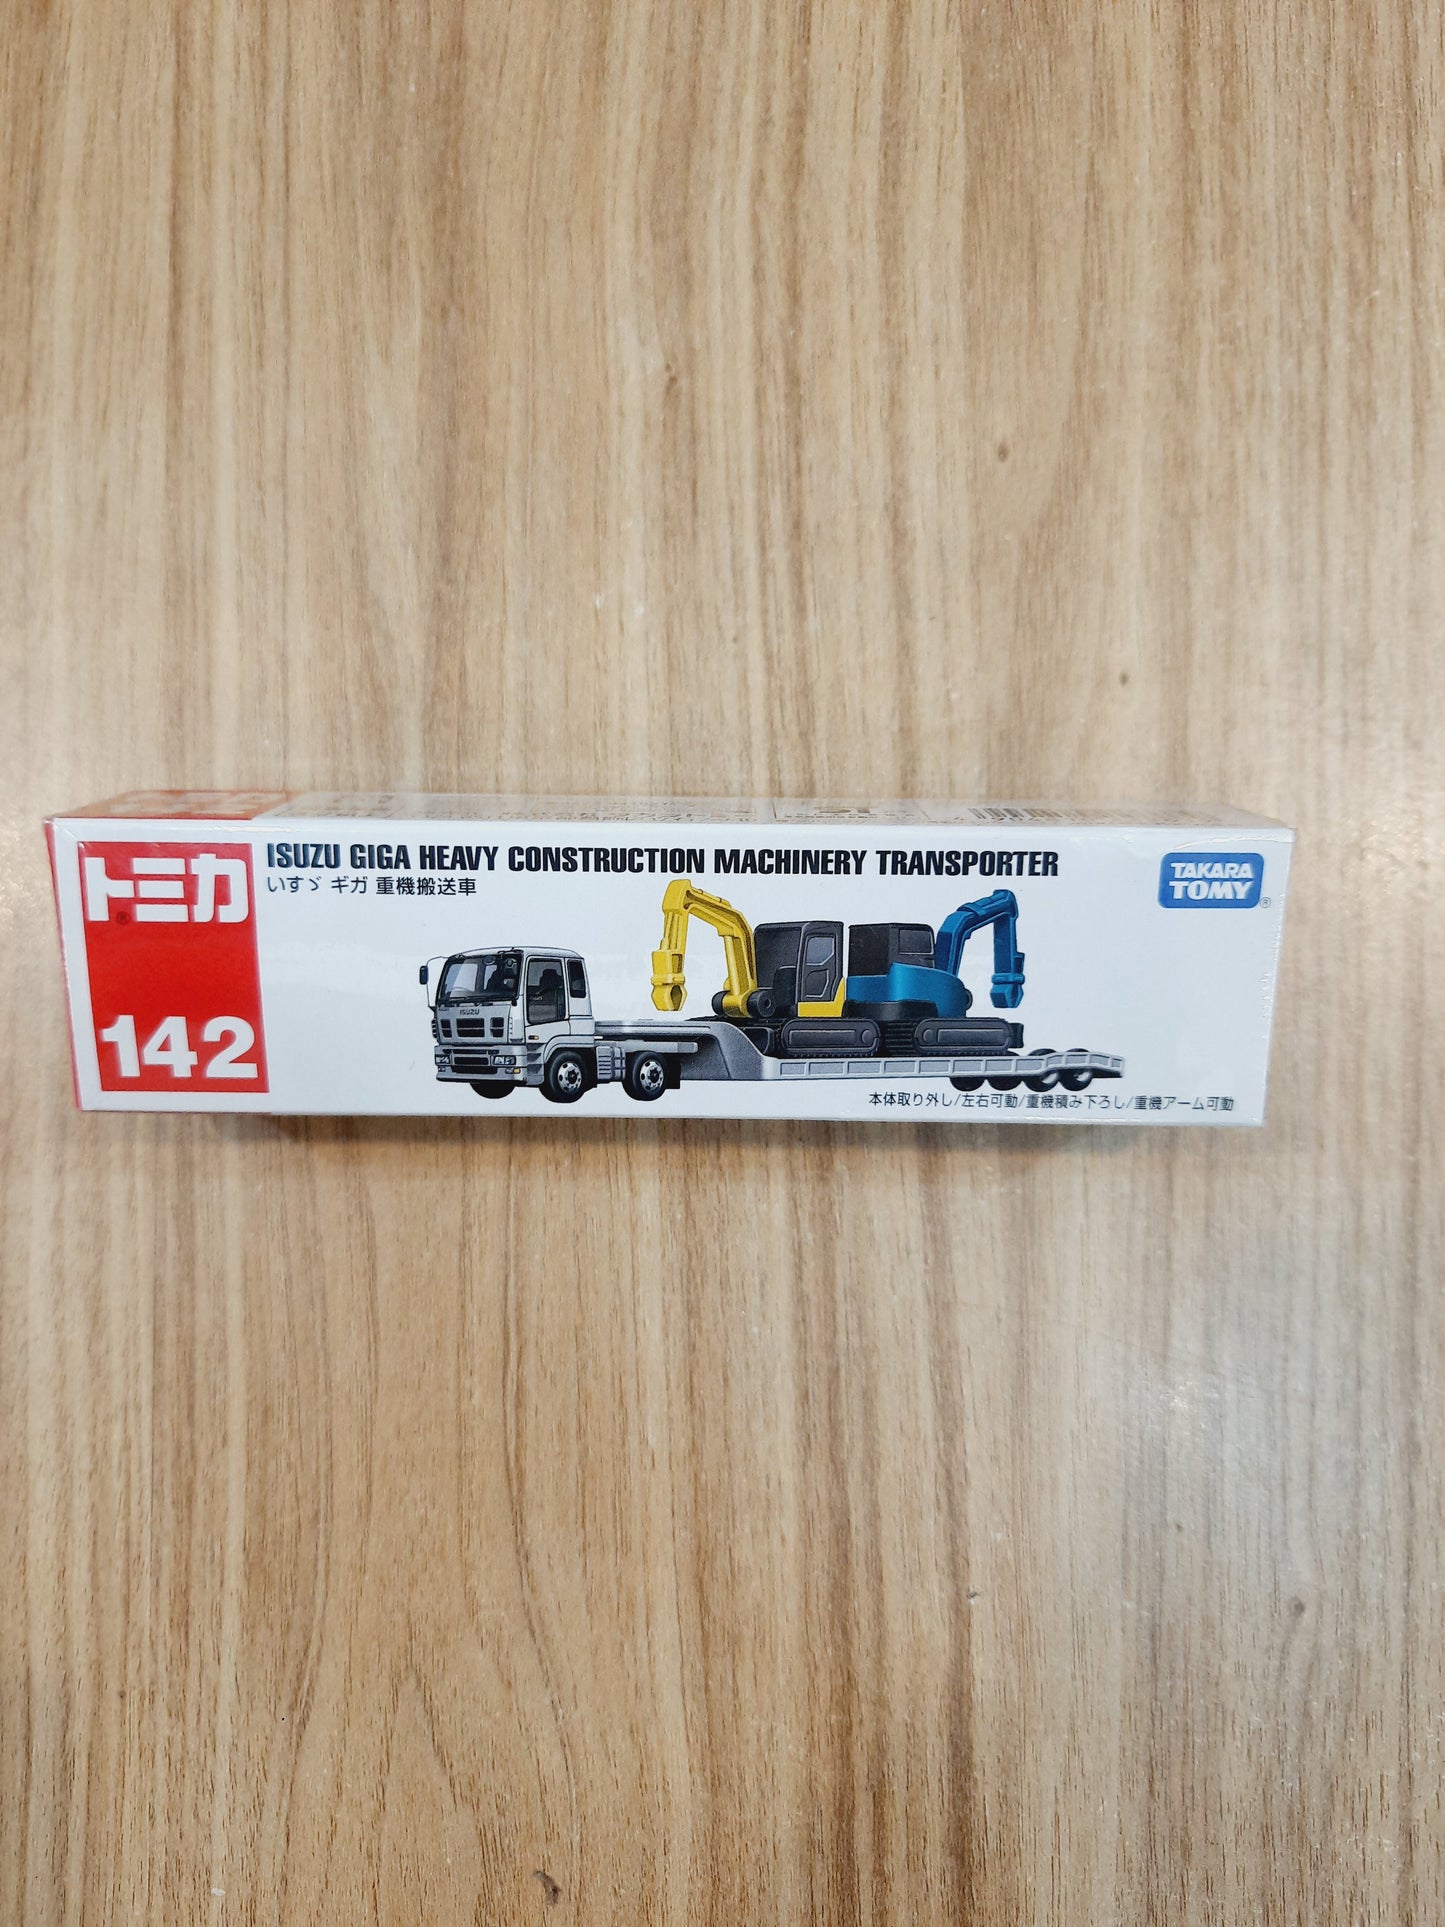 トミカ
142
ISUZU GIGA HEAVY CONSTRUCTION MACHINERY TRANSPORTER
いすゞ ギガ 重機搬送車
TAKARA
TOMY
ISUZU
本体取り外し/左右可動/重機積み下ろし/重機アーム可動